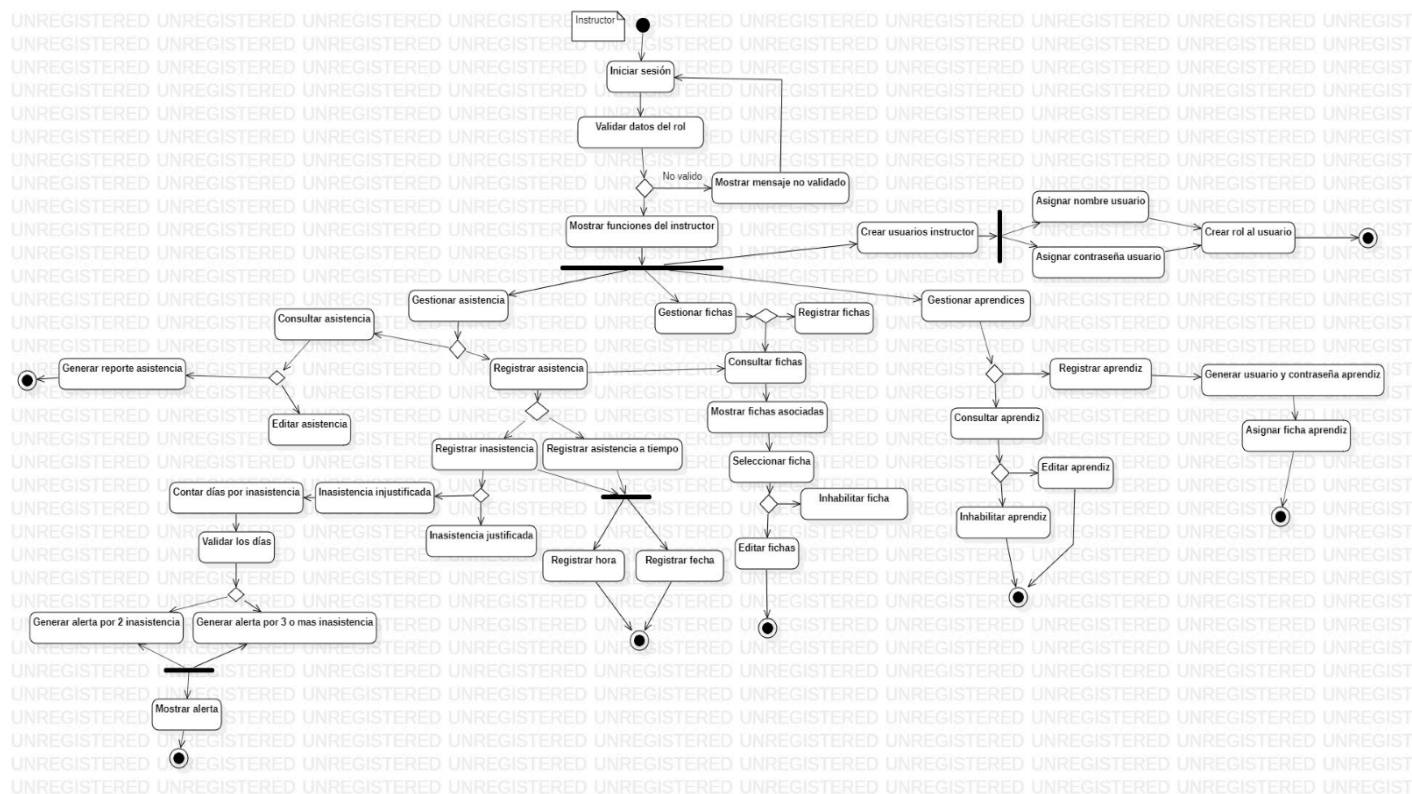 Instructor
Iniciar sesión
Validar datos del rol
No valido
Mostrar mensaje no validado
Mostrar funciones del instructor
Crear usuarios instructor
Asignar nombre usuario
Asignar contraseña usuario
Crear rol al usuario
Gestionar asistencia
Gestionar fichas
Registrar fichas
Gestionar aprendices
Consultar asistencia
Generar reporte asistencia
Editar asistencia
Registrar asistencia
Consultar fichas
Mostrar fichas asociadas
Seleccionar ficha
Inhabilitar ficha
Editar fichas
Registrar aprendiz
Generar usuario y contraseña aprendiz
Asignar ficha aprendiz
Consultar aprendiz
Editar aprendiz
Inhabilitar aprendiz
Registrar inasistencia
Registrar asistencia a tiempo
Contar días por inasistencia
Inasistencia injustificada
Inasistencia justificada
Validar los días
Registrar hora
Registrar fecha
Generar alerta por 2 inasistencia
Generar alerta por 3 o mas inasistencia
Mostrar alerta
UNREGISTERED